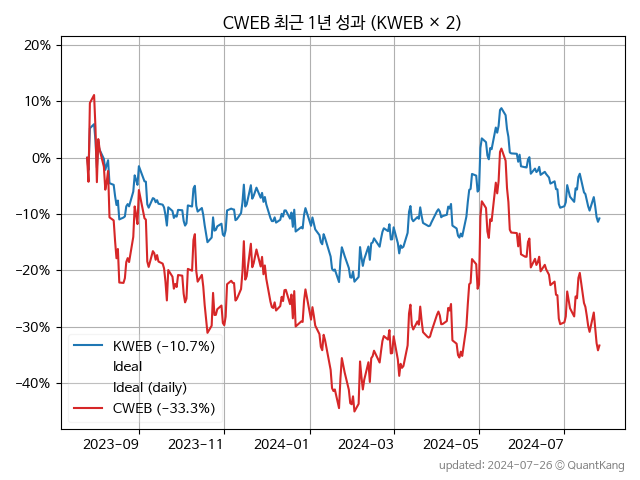 CWEB 최근 1년 성과 (KWEB × 2)
20%
10%
0%
−10%
−20%
−30%
−40%
KWEB (−10.7%)
Ideal
Ideal (daily)
CWEB (−33.3%)
2023−09
2023−11
2024−01
2024−03
2024−05
2024−07
updated: 2024-07-26 © QuantKang